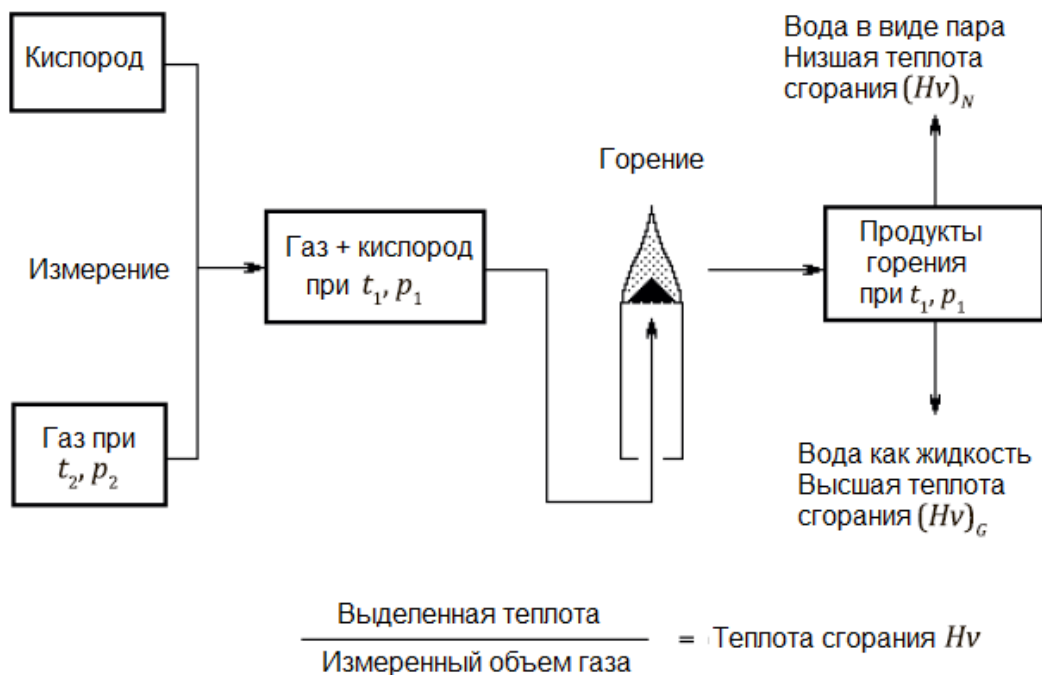 Кислород
Измерение
Газ при
t₂, p₂
Газ + кислород
при t₁, p₁
Горение
Вода в виде пара
Низшая теплота
сгорания (Hv)_N
Продукты
горения
при t₁, p₁
Вода как жидкость
Высшая теплота
сгорания (Hv)_G
Выделенная теплота
Измеренный объем газа
= Теплота сгорания Hv